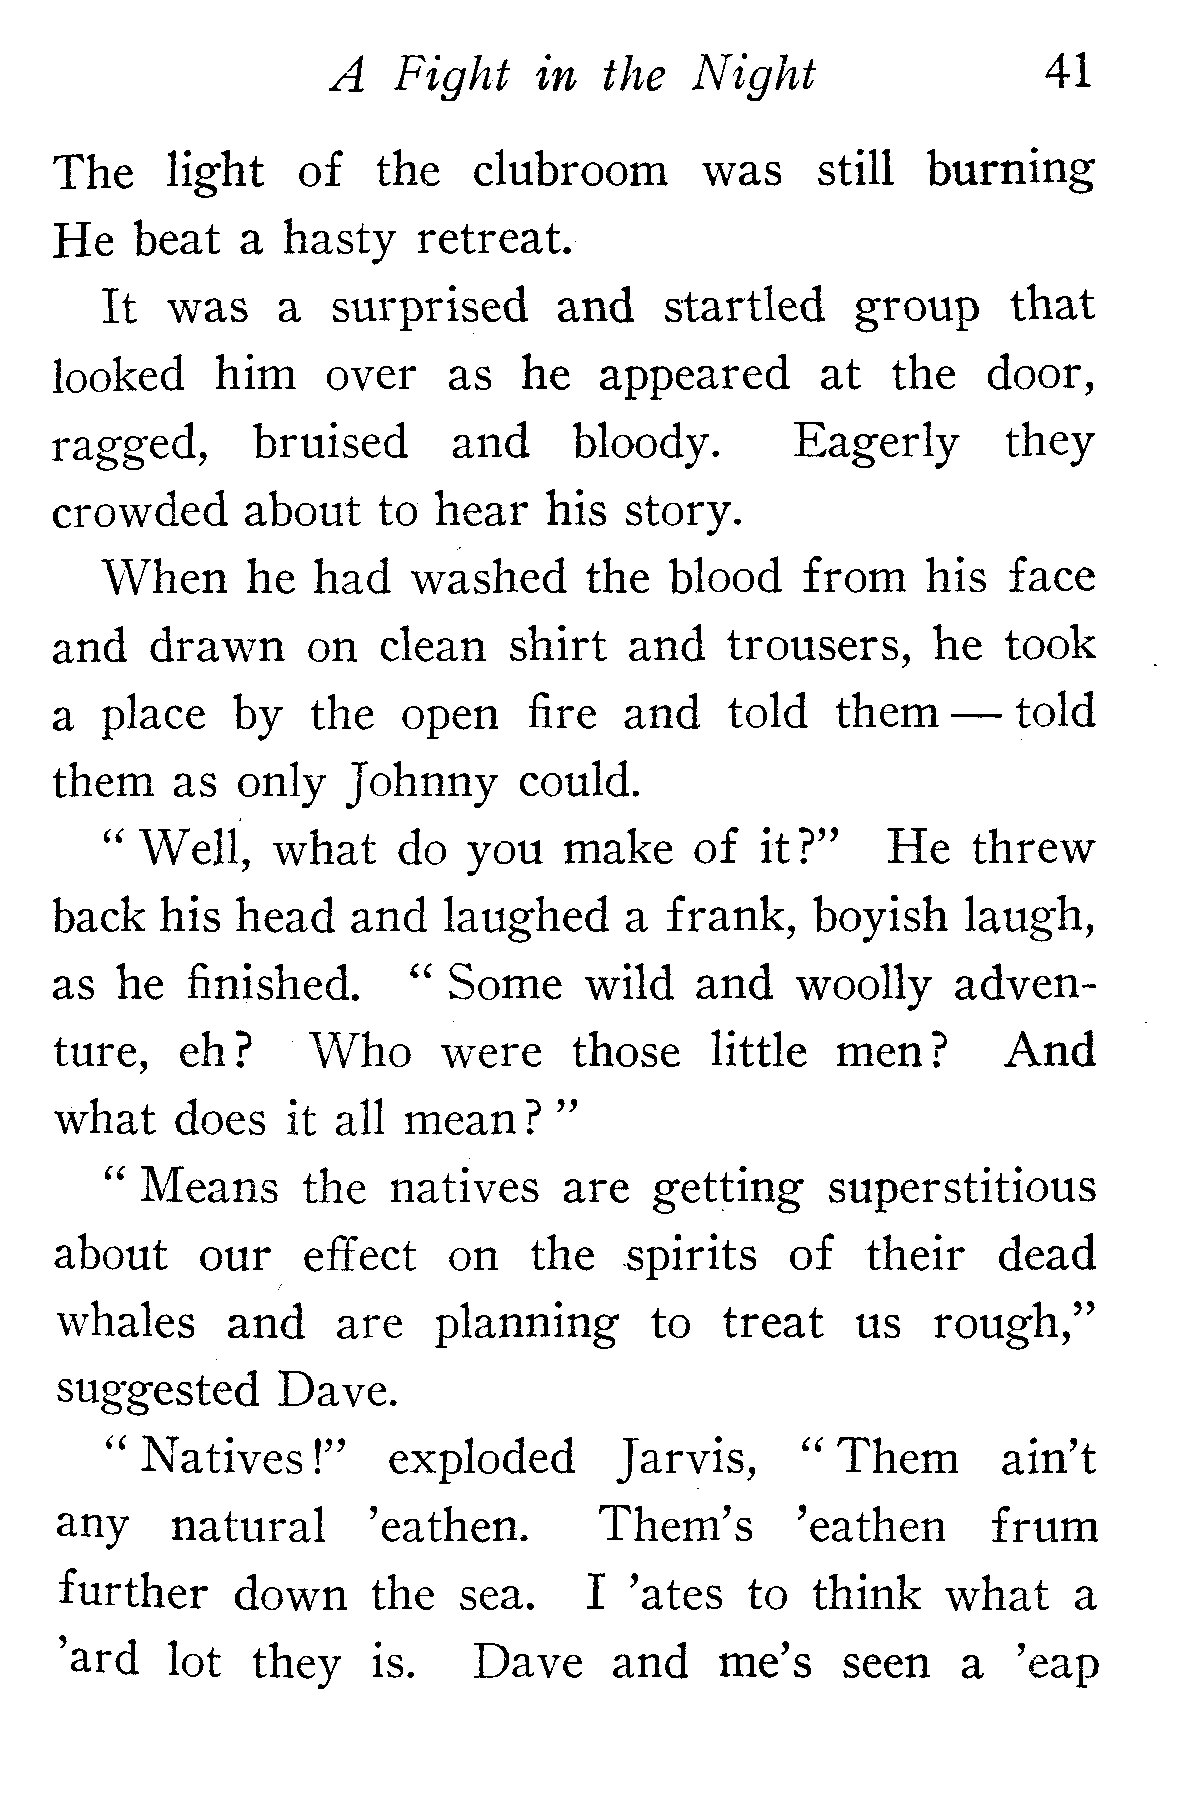 A Fight in the Night 41
The light of the clubroom was still burning
He beat a hasty retreat.
It was a surprised and startled group that
looked him over as he appeared at the door,
ragged, bruised and bloody. Eagerly they
crowded about to hear his story.
When he had washed the blood from his face
and drawn on clean shirt and trousers, he took
a place by the open fire and told them — told
them as only Johnny could.
“ Well, what do you make of it?” He threw
back his head and laughed a frank, boyish laugh,
as he finished. “ Some wild and woolly adven-
ture, eh? Who were those little men? And
what does it all mean? ”
“ Means the natives are getting superstitious
about our effect on the spirits of their dead
whales and are planning to treat us rough,”
suggested Dave.
“ Natives!” exploded Jarvis, “ Them ain’t
any natural ’eathen. Them’s ’eathen frum
further down the sea. I ’ates to think what a
’ard lot they is. Dave and me’s seen a ’eap